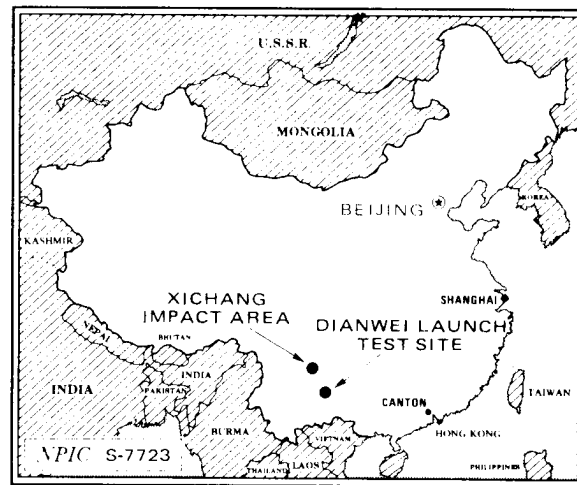 U.S.S.R.
MONGOLIA
BEIJING
KOREA
KASHMIR
XICHANG
IMPACT AREA
SHANGHAI
DIANWEI LAUNCH
TEST SITE
NEPAL
BHUTAN
INDIA
PAKISTAN
INDIA
CANTON
TAIWAN
HONG KONG
BURMA
VIETNAM
LAOS
THAILAND
PHILIPPINES
NPIC S-7723